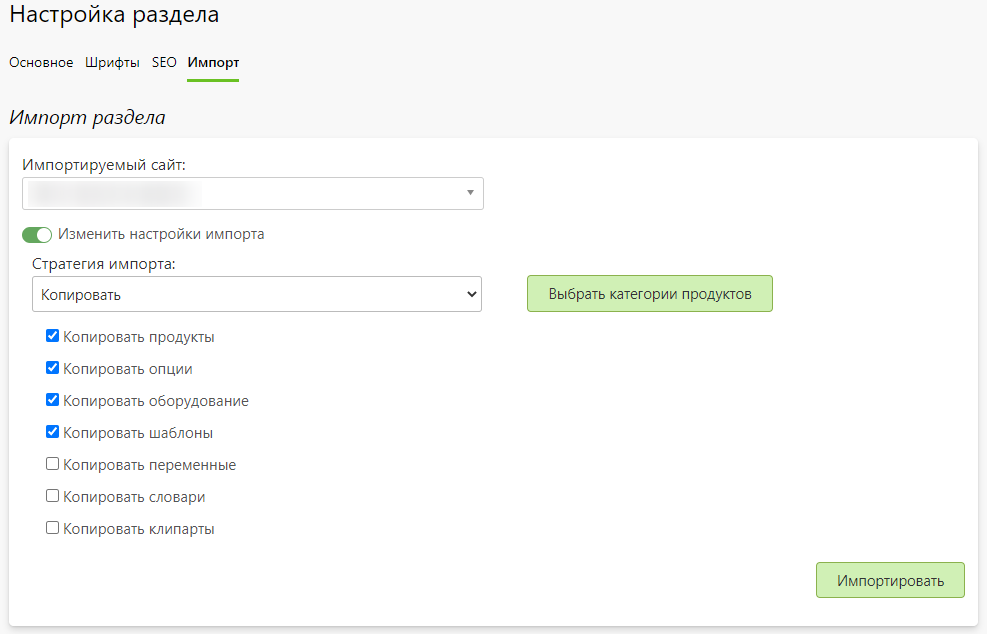 Настройка раздела
Основное Шрифты SEO Импорт
Импорт раздела
Импортируемый сайт:
Изменить настройки импорта
Стратегия импорта:
Копировать
Выбрать категории продуктов
Копировать продукты
Копировать опции
Копировать оборудование
Копировать шаблоны
Копировать переменные
Копировать словари
Копировать клипарты
Импортировать